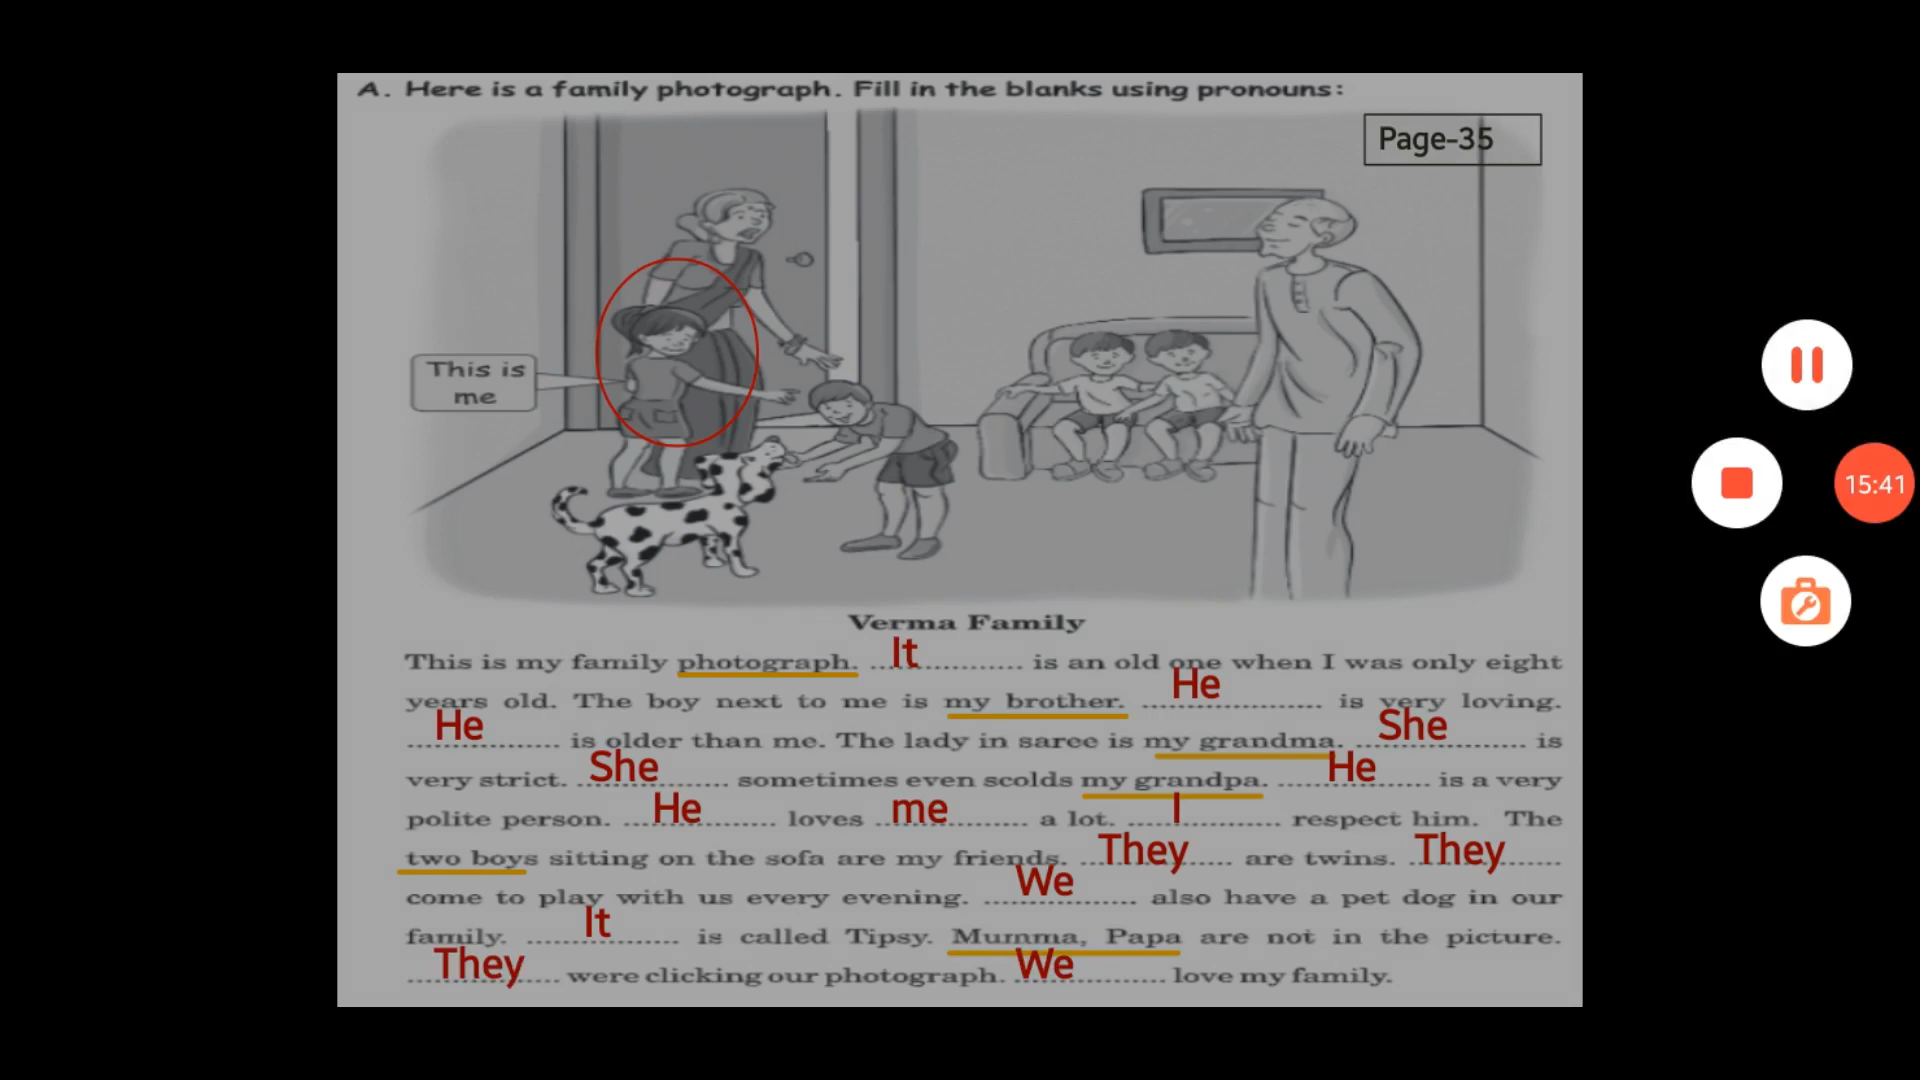 A. Here is a family photograph. Fill in the blanks using pronouns:
Page-35
This is
me
15:41
Verma Family
This is my family photograph. It is an old one when I was only eight
years old. The boy next to me is my brother. He is very loving.
He is older than me. The lady in saree is my grandma. She is
very strict. She sometimes even scolds my grandpa. He is a very
polite person. He loves me a lot. I respect him. The
two boys sitting on the sofa are my friends. They are twins. They
come to play with us every evening. We also have a pet dog in our
family. It is called Tipsy. Mumma, Papa are not in the picture.
They were clicking our photograph. We love my family.